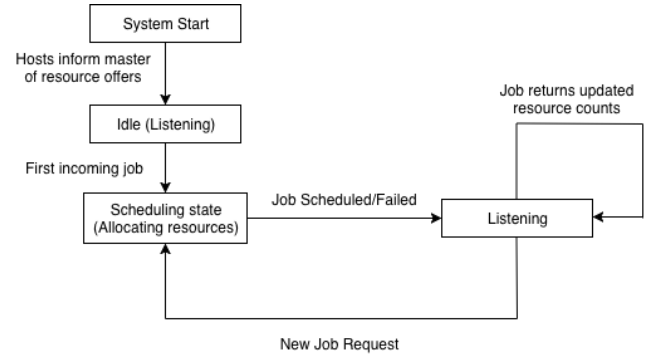 System Start
Hosts inform master
of resource offers
Idle (Listening)
First incoming job
Scheduling state
(Allocating resources)
Job Scheduled/Failed
Job returns updated
resource counts
Listening
New Job Request